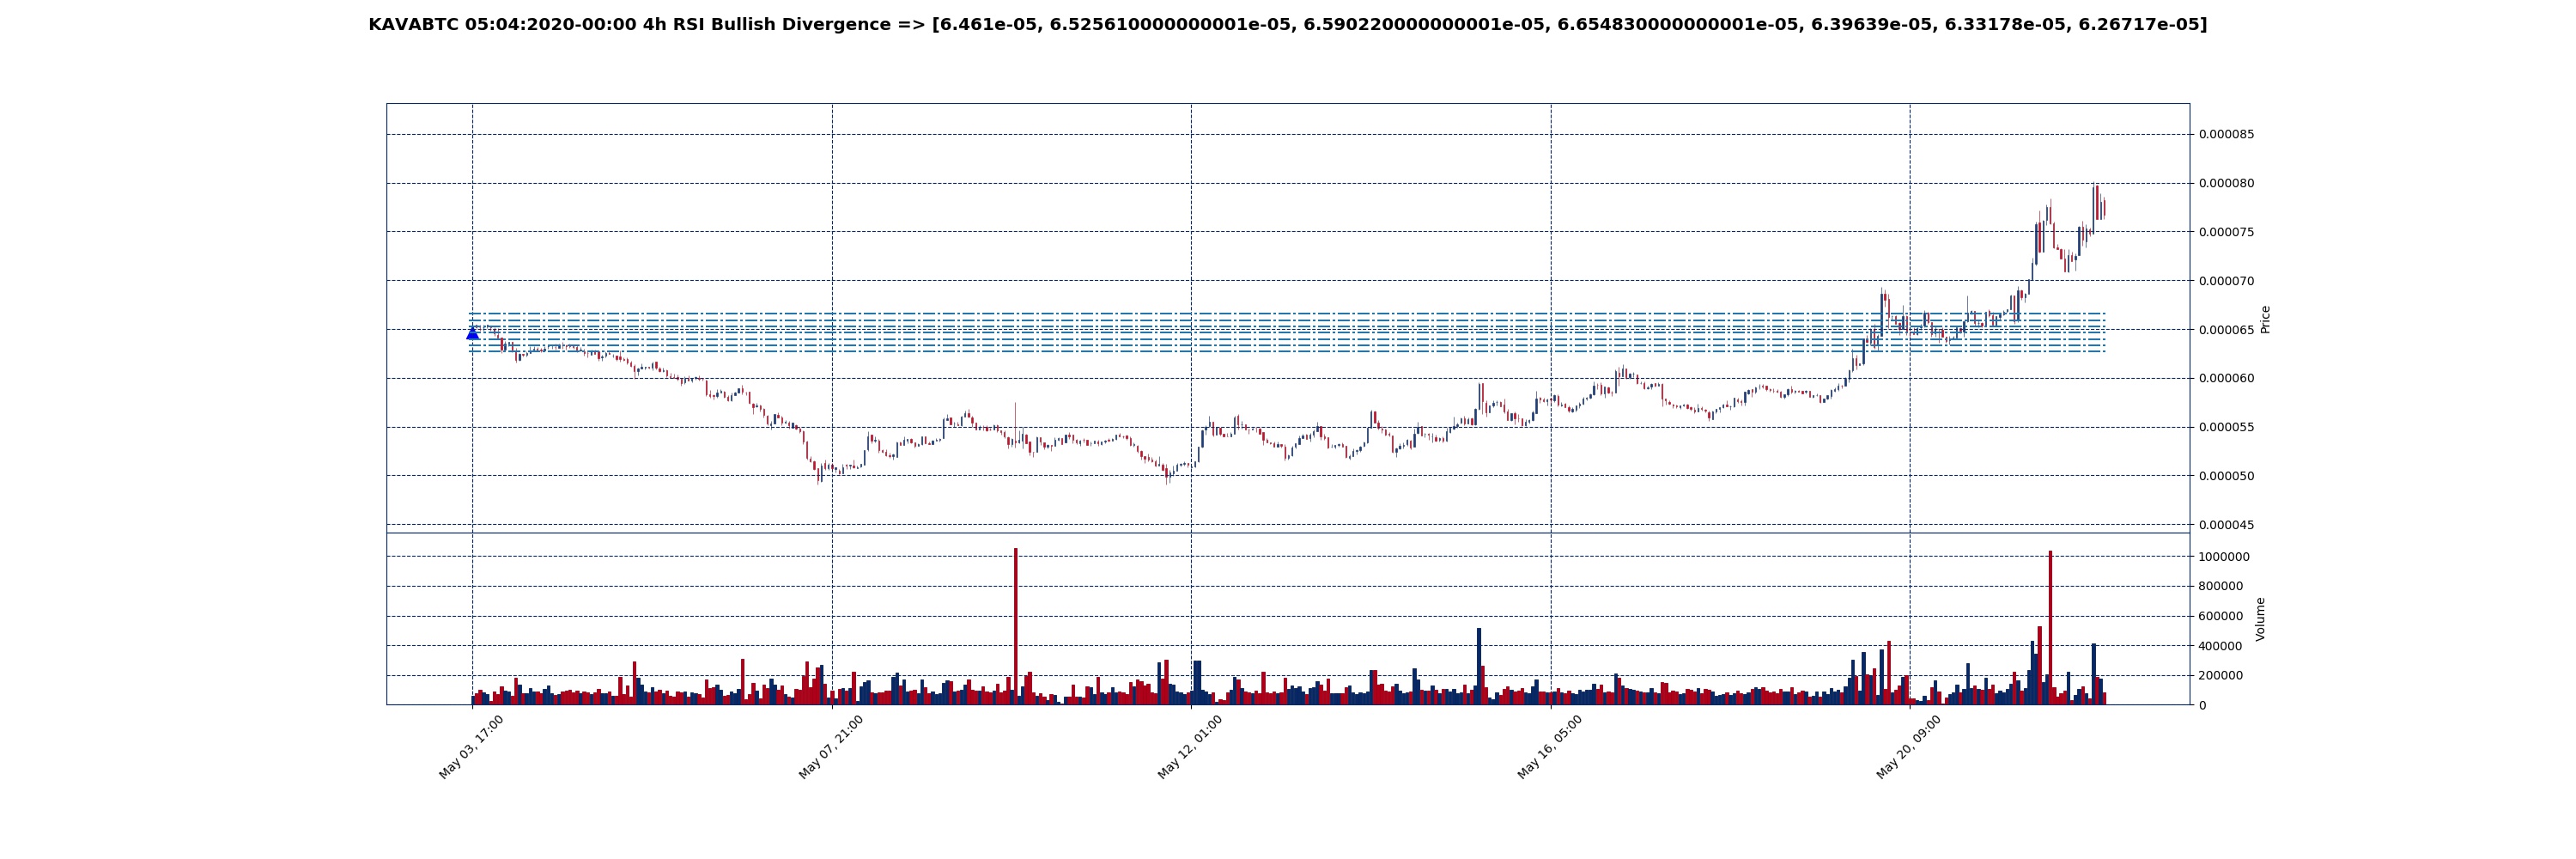 KAVABTC 05:04:2020-00:00 4h RSI Bullish Divergence => [6.461e-05, 6.525610000000001e-05, 6.590220000000001e-05, 6.654830000000001e-05, 6.39639e-05, 6.33178e-05, 6.26717e-05]
0.000085
0.000080
0.000075
0.000070
0.000065
0.000060
0.000055
0.000050
0.000045
Price
1000000
800000
600000
400000
200000
0
Volume
May 03, 17:00
May 07, 21:00
May 12, 01:00
May 16, 05:00
May 20, 09:00